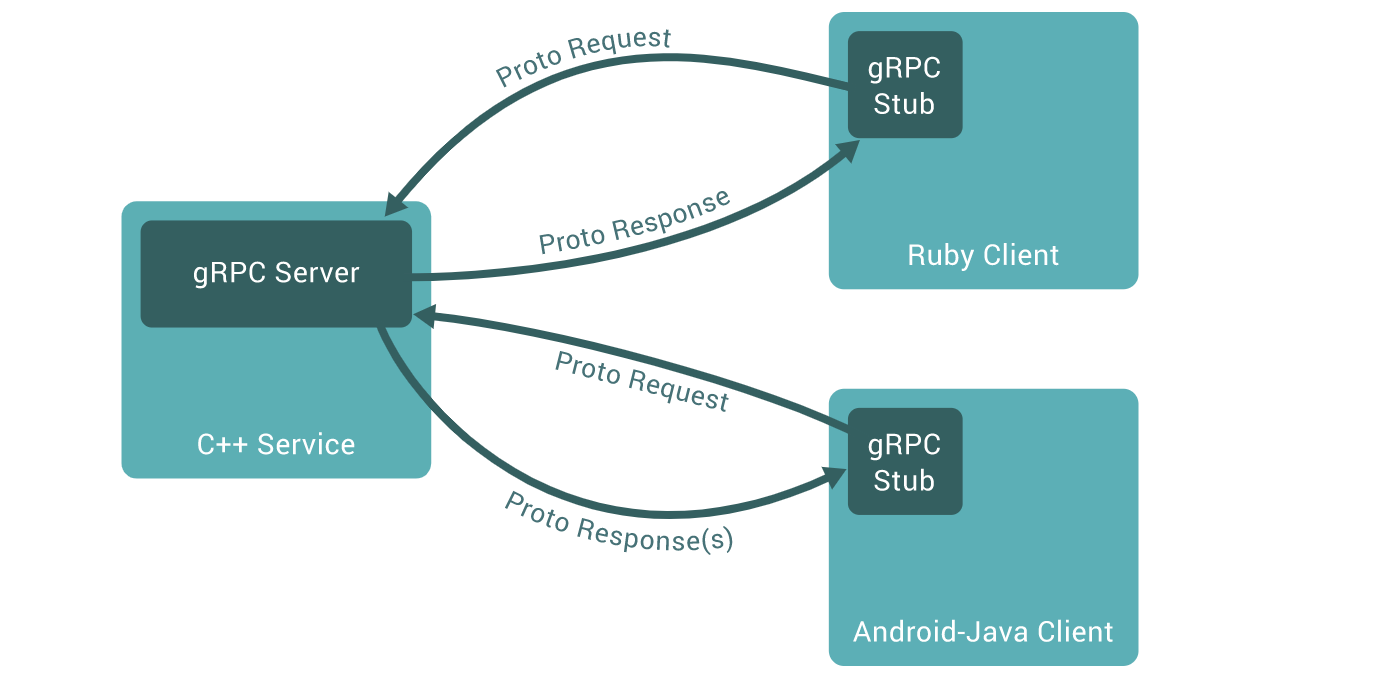 Proto Request
gRPC
Stub
Proto Response
Ruby Client
gRPC Server
C++ Service
Proto Request
gRPC
Stub
Proto Response(s)
Android-Java Client